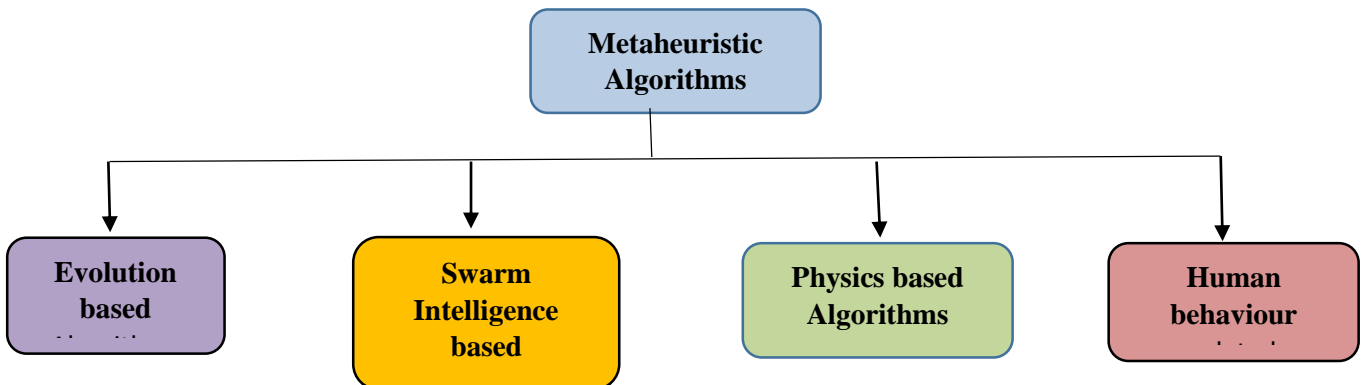 Metaheuristic
Algorithms
Evolution
based
Swarm
Intelligence
based
Physics based
Algorithms
Human
behaviour